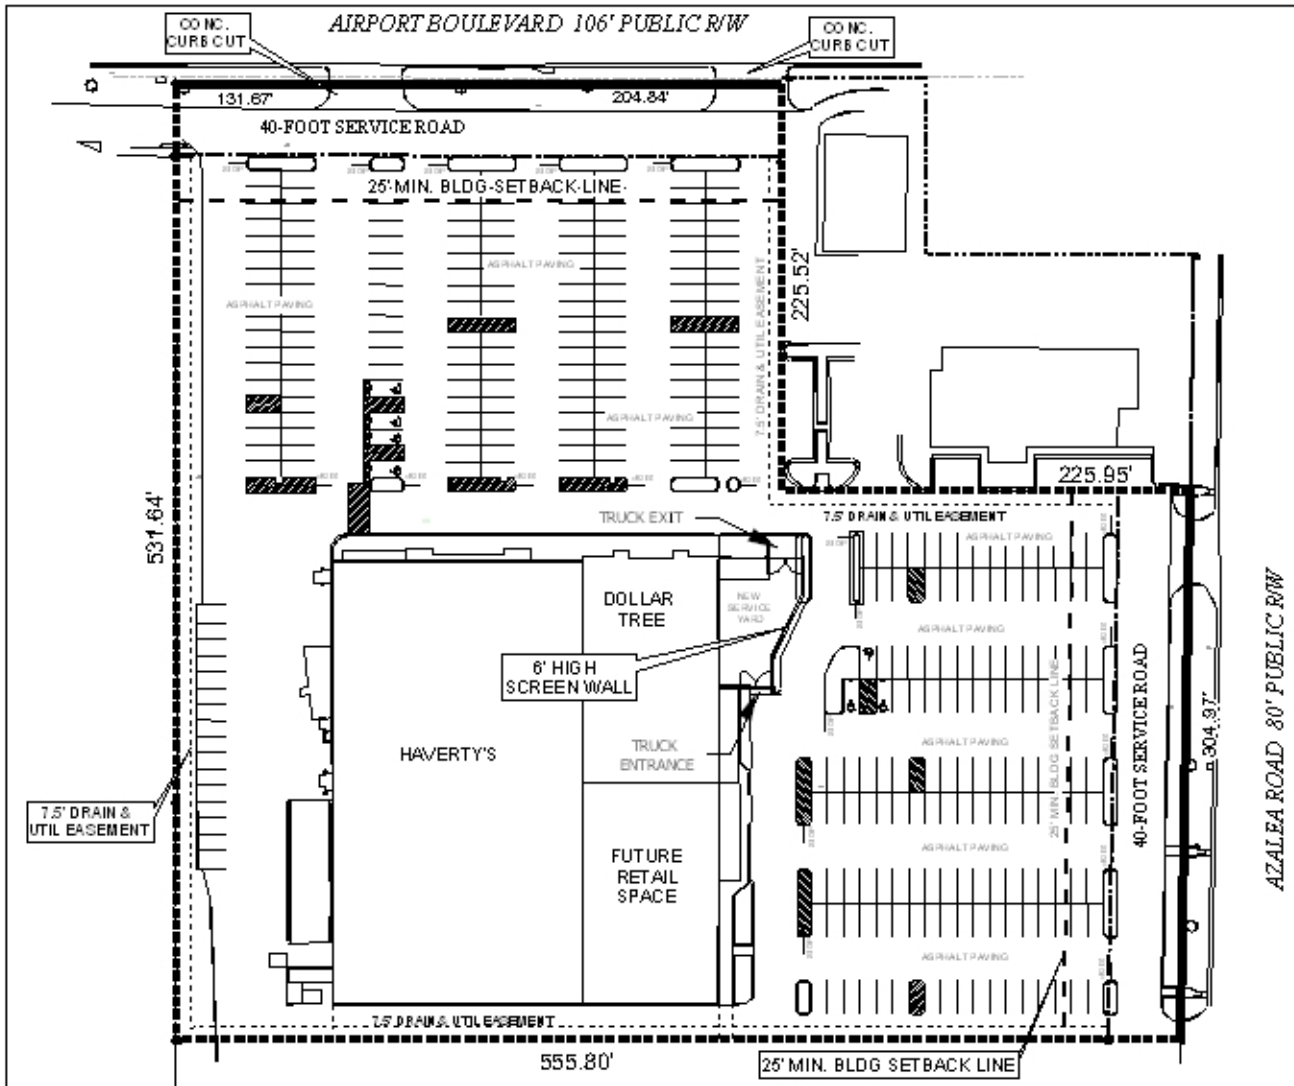 AIRPORT BOULEVARD 106' PUBLIC R/W
CONC.
CURB CUT
CONC.
CURB CUT
131.67'
204.84'
40-FOOT SERVICE ROAD
25' MIN. BLDG SETBACK LINE
ASPHALT PAVING
ASPHALT PAVING
ASPHALT PAVING
7.5' DRAIN & UTIL EASEMENT
225.52'
225.95'
531.64'
TRUCK EXIT
7.5' DRAIN & UTIL EASEMENT
ASPHALT PAVING
DOLLAR
TREE
NEW
SERVICE
YARD
ASPHALT PAVING
6' HIGH
SCREEN WALL
HAVERTY'S
TRUCK
ENTRANCE
ASPHALT PAVING
25' MIN. BLDG SETBACK LINE
40-FOOT SERVICE ROAD
304.97'
AZALEA ROAD 80' PUBLIC R/W
7.5' DRAIN &
UTIL EASEMENT
FUTURE
RETAIL
SPACE
ASPHALT PAVING
ASPHALT PAVING
7.5' DRAIN & UTIL EASEMENT
555.80'
25' MIN. BLDG SETBACK LINE